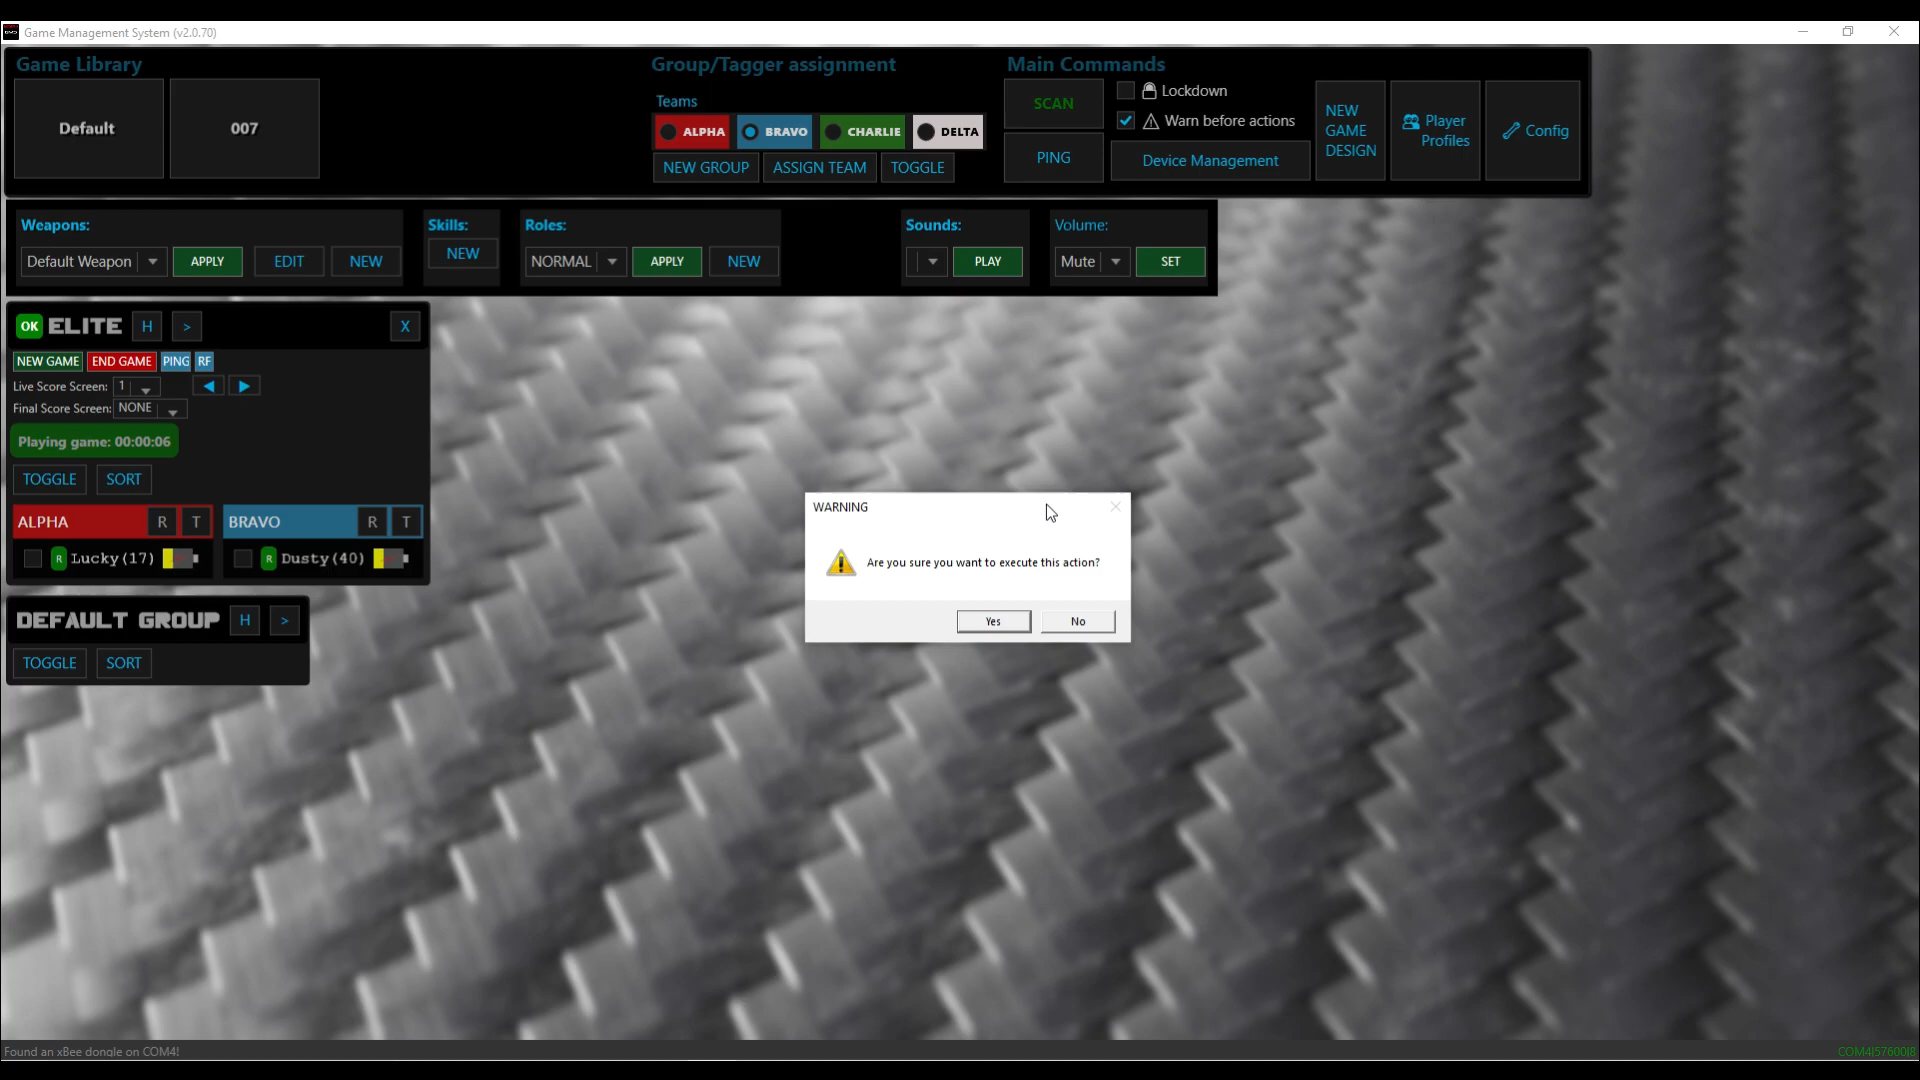 Game Management System (v2.0.70)
Game Library
Default
007
Group/Tagger assignment
Teams
ALPHA BRAVO CHARLIE DELTA
NEW GROUP ASSIGN TEAM TOGGLE
Main Commands
SCAN
PING
Lockdown
Warn before actions
Device Management
NEW
GAME
DESIGN
Player
Profiles
Config
Weapons:
Default Weapon APPLY EDIT NEW
Skills:
NEW
Roles:
NORMAL APPLY NEW
Sounds:
PLAY
Volume:
Mute SET
OK ELITE H > X
NEW GAME END GAME PING RF
Live Score Screen: 1
Final Score Screen: NONE
Playing game: 00:00:06
TOGGLE SORT
ALPHA R T BRAVO R T
R Lucky(17) R Dusty(40)
DEFAULT GROUP H >
TOGGLE SORT
WARNING
Are you sure you want to execute this action?
Yes No
Found an xBee dongle on COM4!
COM4|57600|8